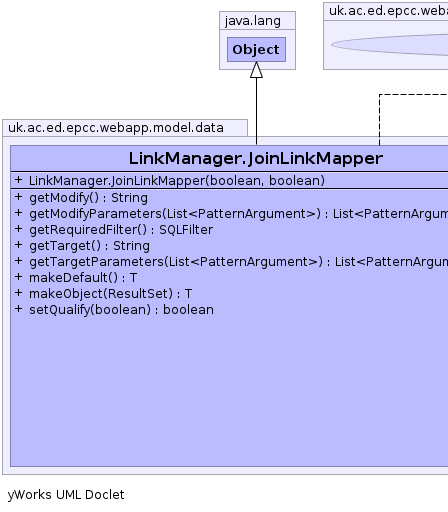 java.lang
uk.ac.ed.epcc.weba
Object
uk.ac.ed.epcc.webapp.model.data
LinkManager.JoinLinkMapper
+ LinkManager.JoinLinkMapper(boolean, boolean)
+ getModify() : String
+ getModifyParameters(List<PatternArgument>) : List<PatternArgum
+ getRequiredFilter() : SQLFilter
+ getTarget() : String
+ getTargetParameters(List<PatternArgument>) : List<PatternArgum
+ makeDefault() : T
+ makeObject(ResultSet) : T
+ setQualify(boolean) : boolean
yWorks UML Doclet